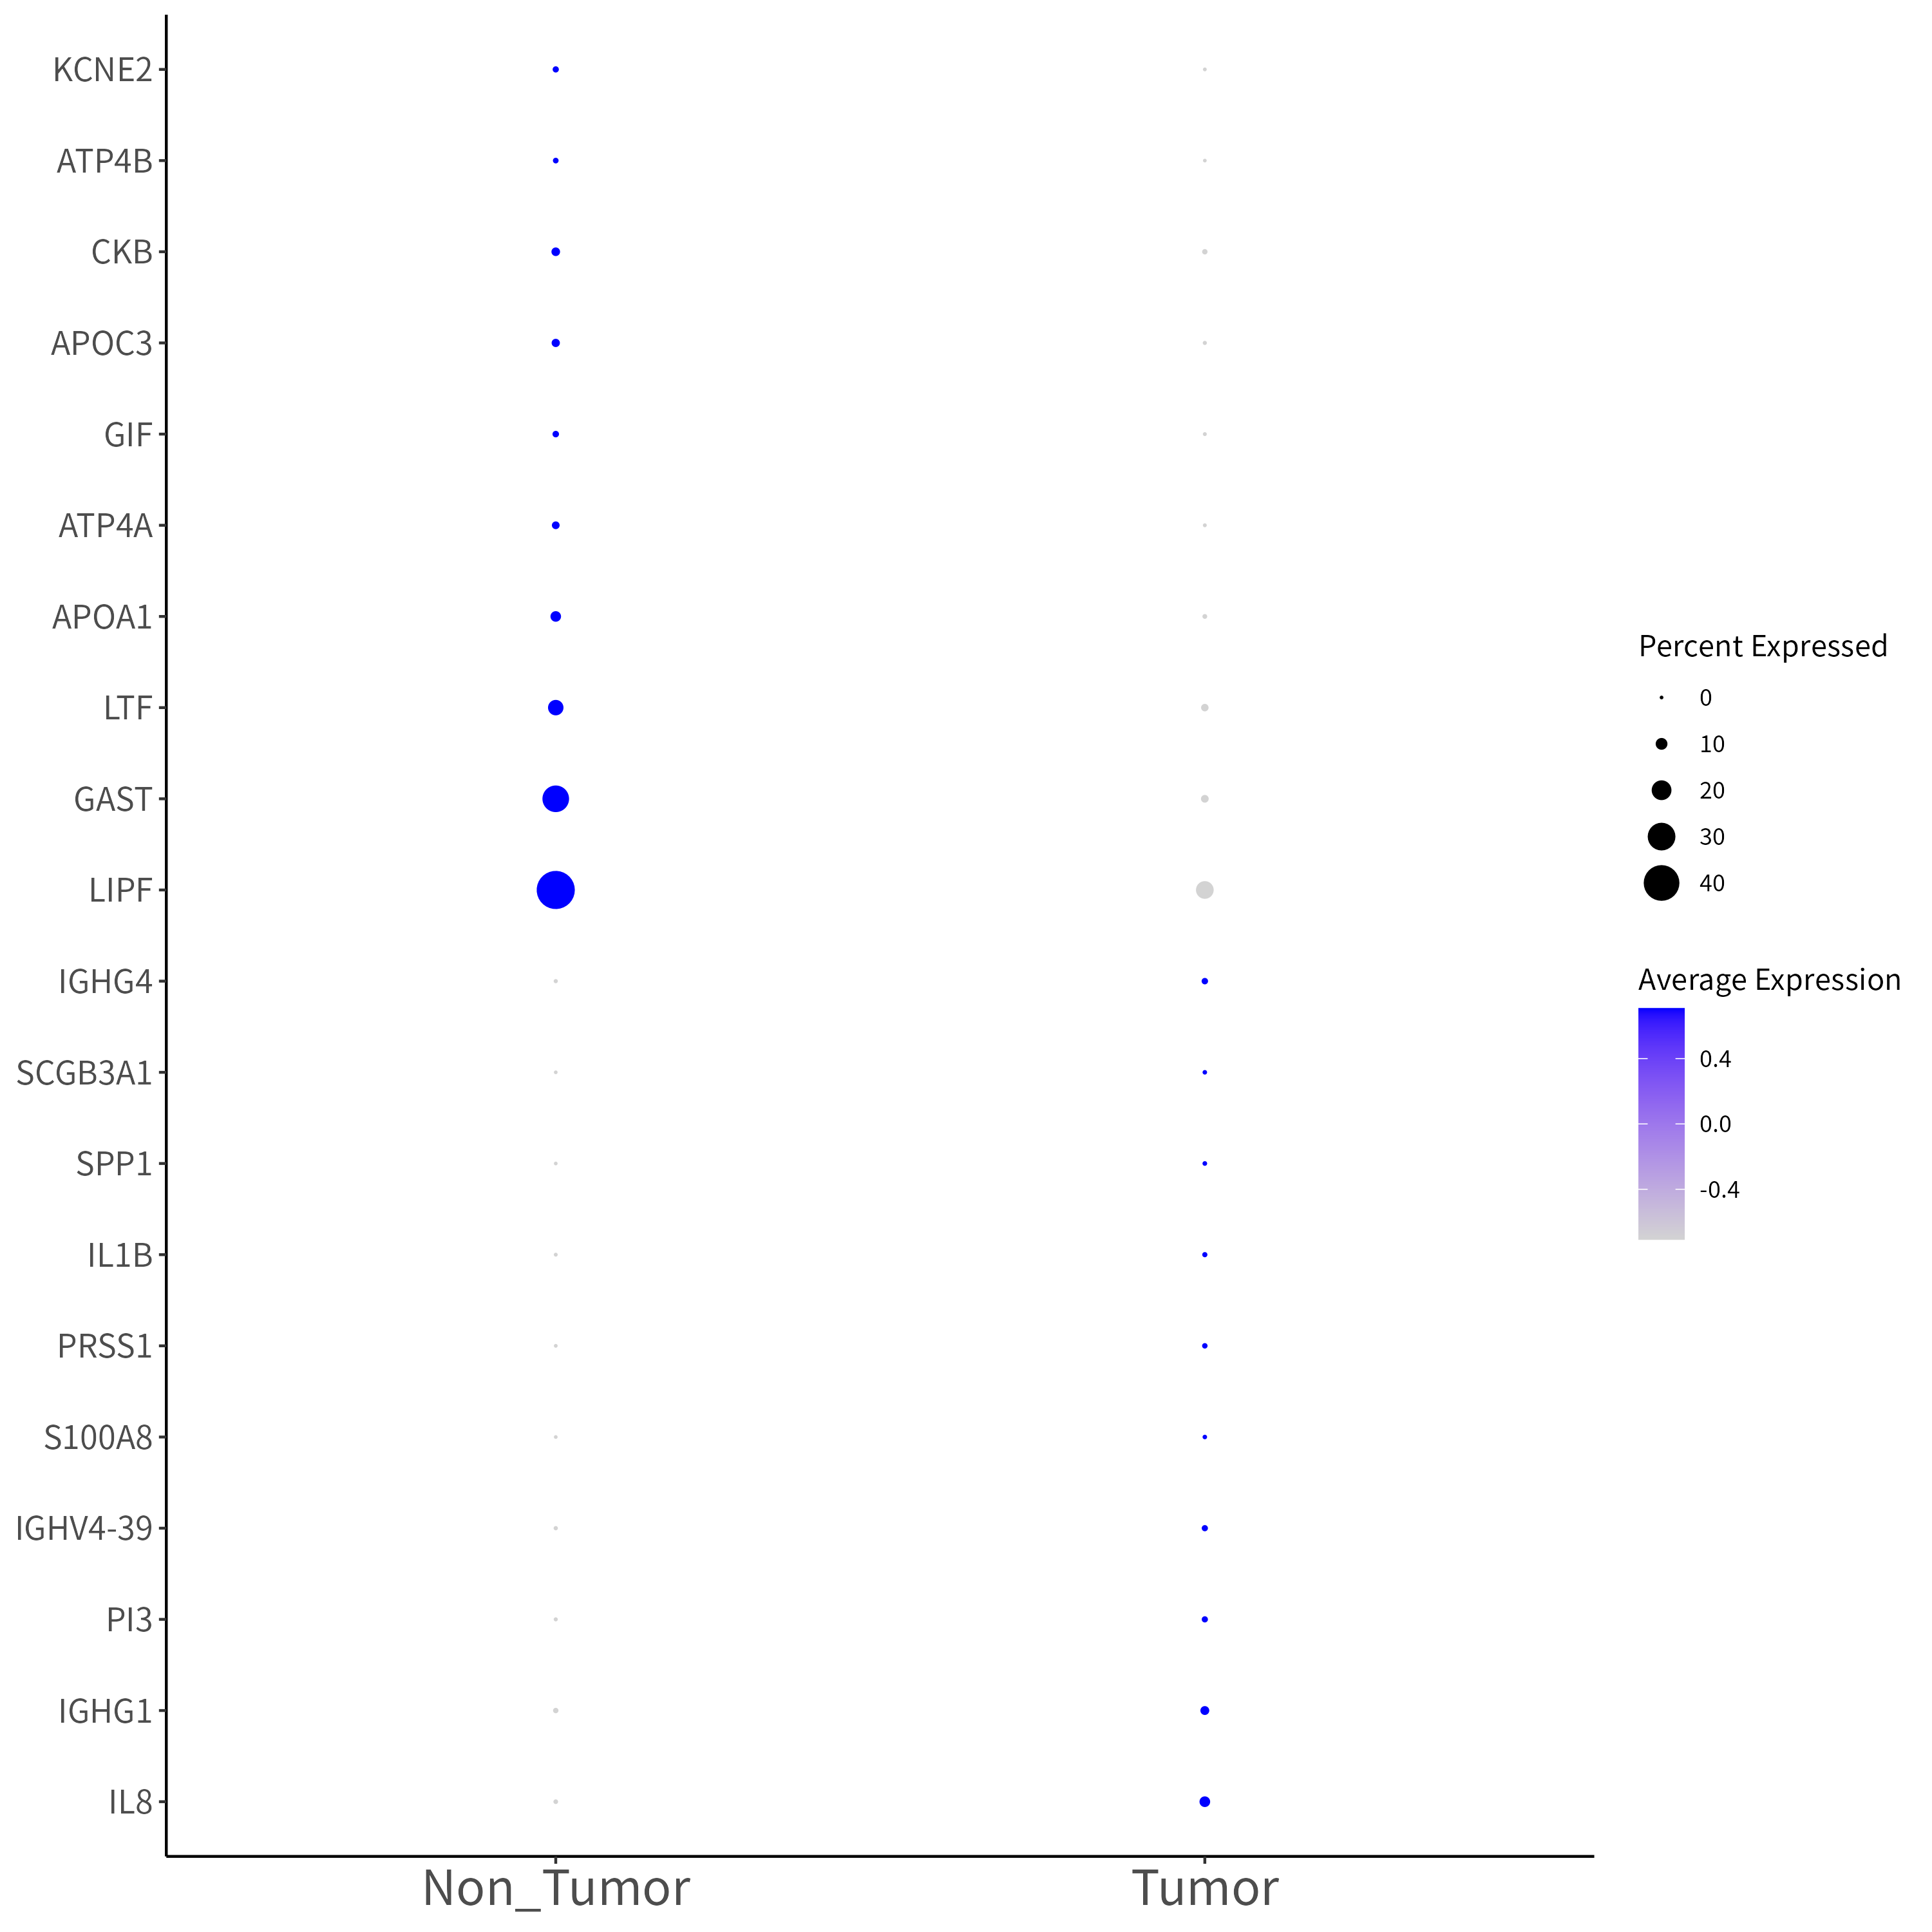 KCNE2
ATP4B
CKB
APOC3
GIF
ATP4A
APOA1
LTF
GAST
LIPF
IGHG4
SCGB3A1
SPP1
IL1B
PRSS1
S100A8
IGHV4-39
PI3
IGHG1
IL8
Non_Tumor
Tumor
Percent Expressed
0
10
20
30
40
Average Expression
0.4
0.0
-0.4